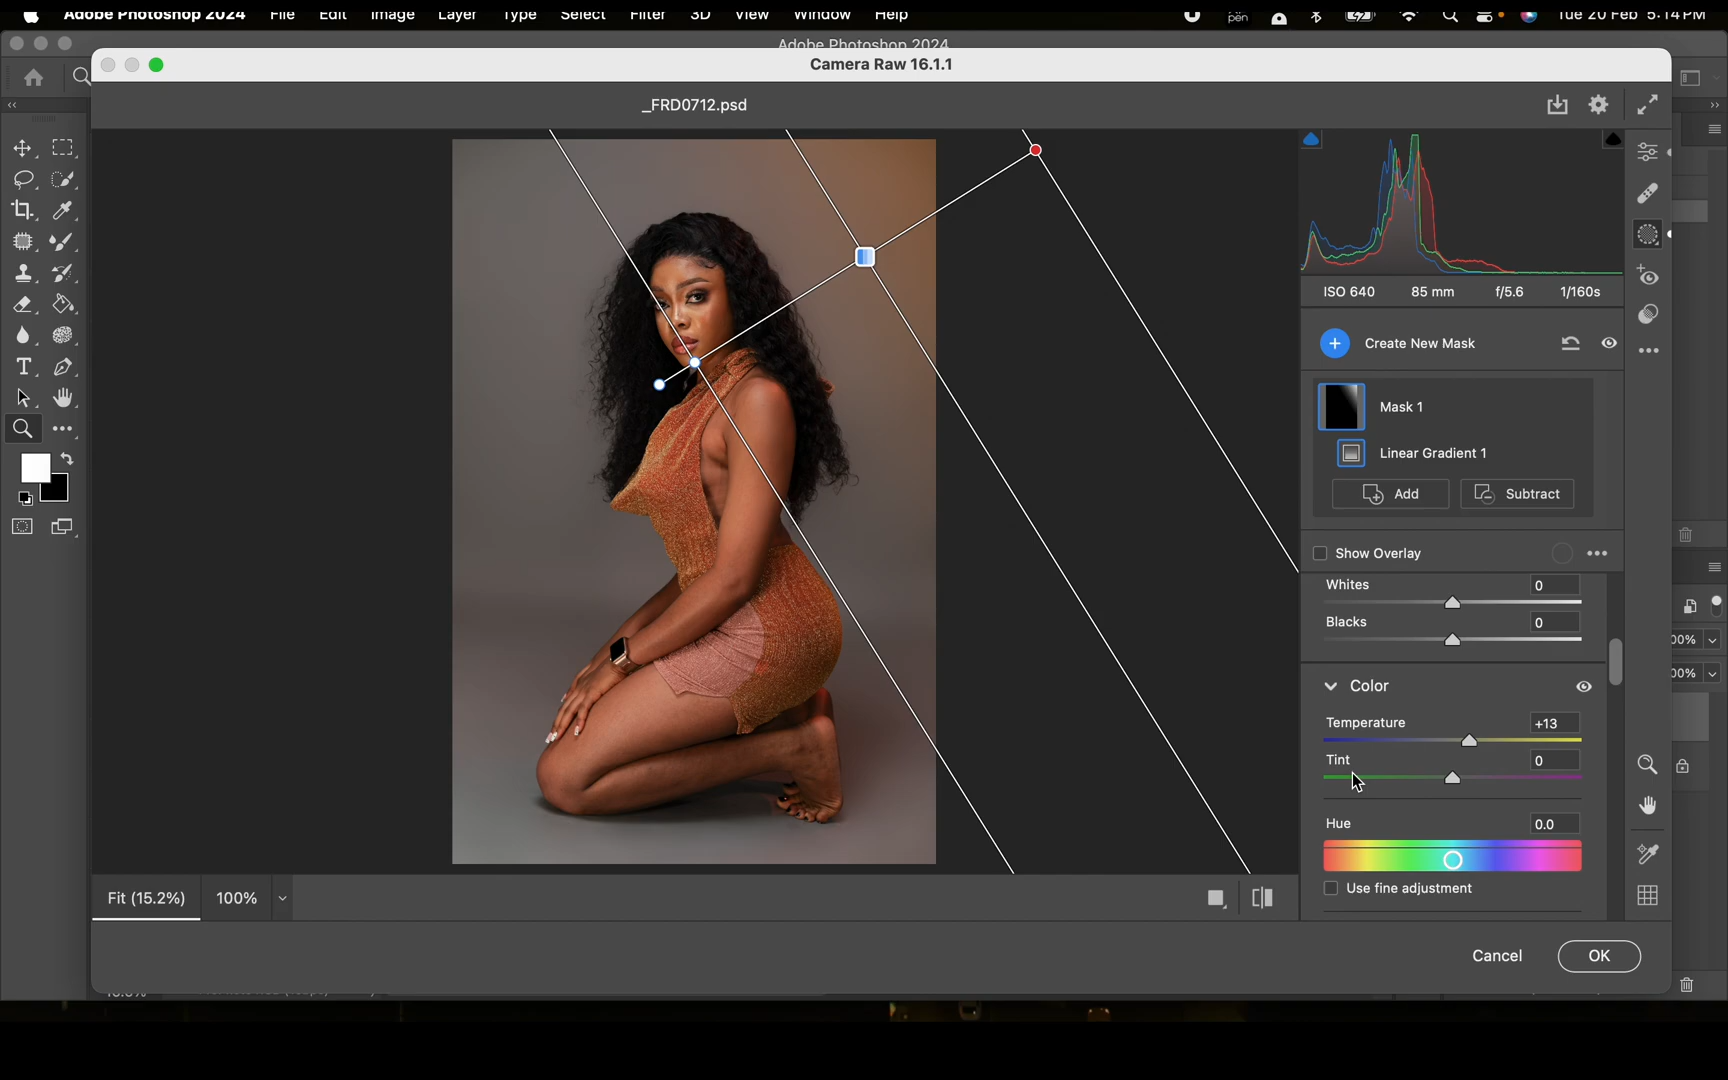 Adobe Photoshop 2024 File Edit Image Layer Type Select Filter 3D View Window Help pen Tue 20 Feb 5:14 PM
Adobe Photoshop 2024
Camera Raw 16.1.1
_FRD0712.psd
ISO 640 85 mm f/5.6 1/160s
Create New Mask
Mask 1
Linear Gradient 1
Add Subtract
Show Overlay
Whites 0
Blacks 0
00%
00%
Color
Temperature +13
Tint 0
Hue 0.0
Use fine adjustment
Fit (15.2%) 100%
Cancel OK